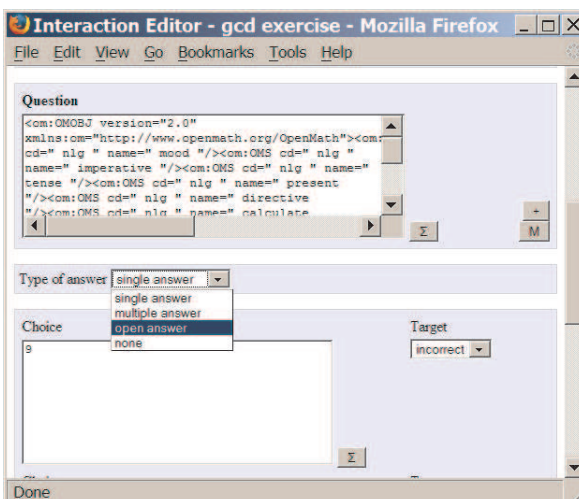 Interaction Editor - gcd exercise - Mozilla Firefox
File Edit View Go Bookmarks Tools Help
Question
<om:OMOBJ version="2.0"
xmlns:om="http://www.openmath.org/OpenMath"><om:
cd=" nlg " name=" mood "/><om:OMS cd=" nlg "
name=" imperative "/><om:OMS cd=" nlg " name="
tense "/><om:OMS cd=" nlg " name=" present
"/><om:OMS cd=" nlg " name=" directive
"/><om:OMS cd=" nlg " name=" calculate
Σ
+
M
Type of answer single answer
single answer
multiple answer
open answer
none
Choice Target
9 incorrect
Σ
Done